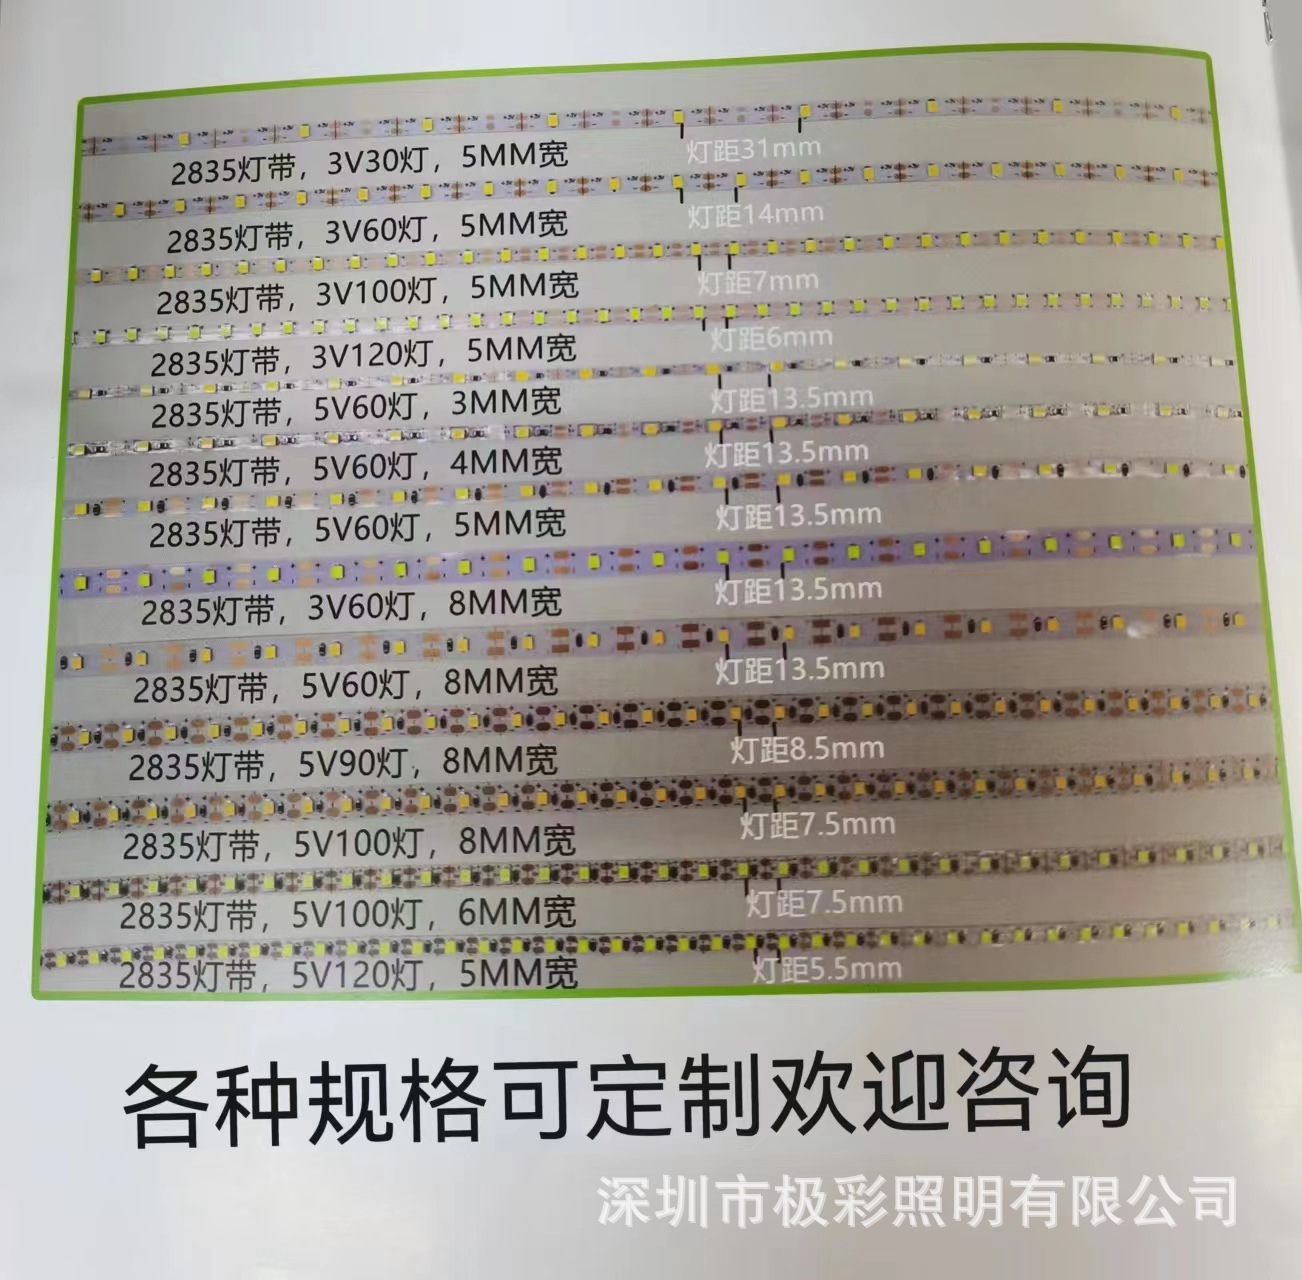 2835灯带，3V30灯，5MM宽 灯距31mm
2835灯带，3V60灯，5MM宽 灯距14mm
2835灯带，3V100灯，5MM宽 灯距7mm
2835灯带，3V120灯，5MM宽 灯距6mm
2835灯带，5V60灯，3MM宽 灯距13.5mm
2835灯带，5V60灯，4MM宽 灯距13.5mm
2835灯带，5V60灯，5MM宽 灯距13.5mm
2835灯带，3V60灯，8MM宽 灯距13.5mm
2835灯带，5V60灯，8MM宽 灯距13.5mm
2835灯带，5V90灯，8MM宽 灯距8.5mm
2835灯带，5V100灯，8MM宽 灯距7.5mm
2835灯带，5V100灯，6MM宽 灯距7.5mm
2835灯带，5V120灯，5MM宽 灯距5.5mm
各种规格可定制欢迎咨询
深圳市极彩照明有限公司